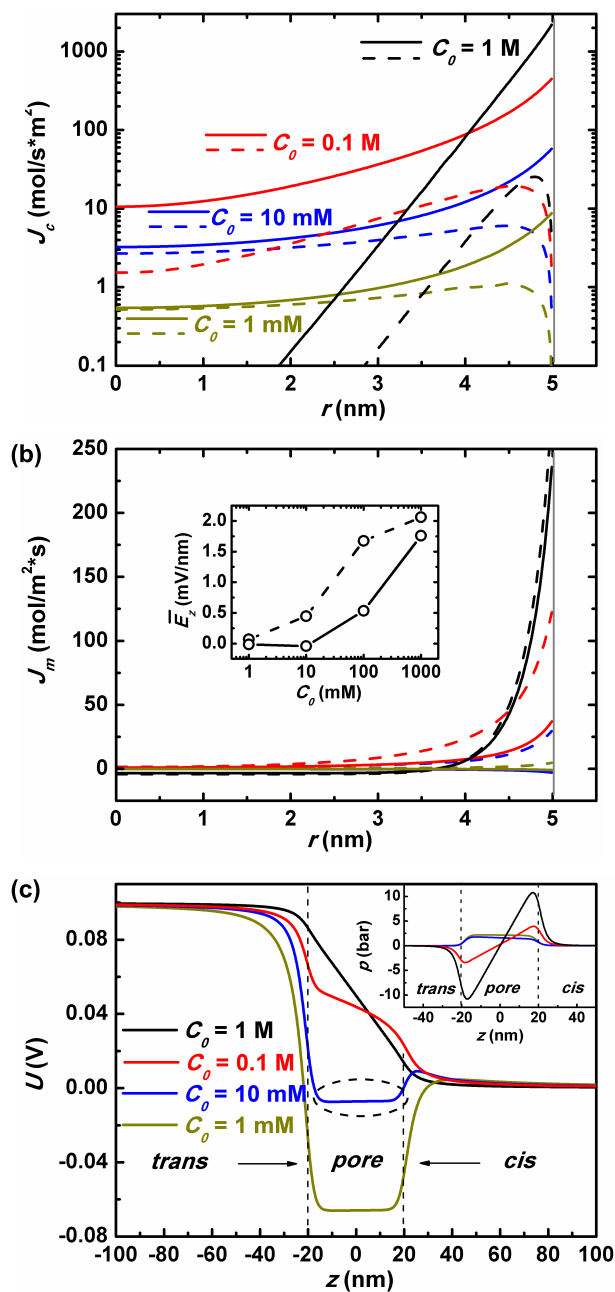 1000
100
10
1
0.1
J_c (mol/s*m²)
C₀ = 1 M
C₀ = 0.1 M
C₀ = 10 mM
C₀ = 1 mM
0 1 2 3 4 5
r (nm)
(b)
250
200
150
100
50
0
J_m (mol/m²*s)
2.0
1.5
1.0
0.5
0.0
E̅_z (mV/nm)
1 10 100 1000
C₀ (mM)
0 1 2 3 4 5
r (nm)
(c)
0.08
0.04
0.00
-0.04
-0.08
U (V)
10
5
0
-5
-10
p (bar)
trans pore cis
-40 -20 0 20 40
z (nm)
C₀ = 1 M
C₀ = 0.1 M
C₀ = 10 mM
C₀ = 1 mM
trans pore cis
-100 -80 -60 -40 -20 0 20 40 60 80 100
z (nm)